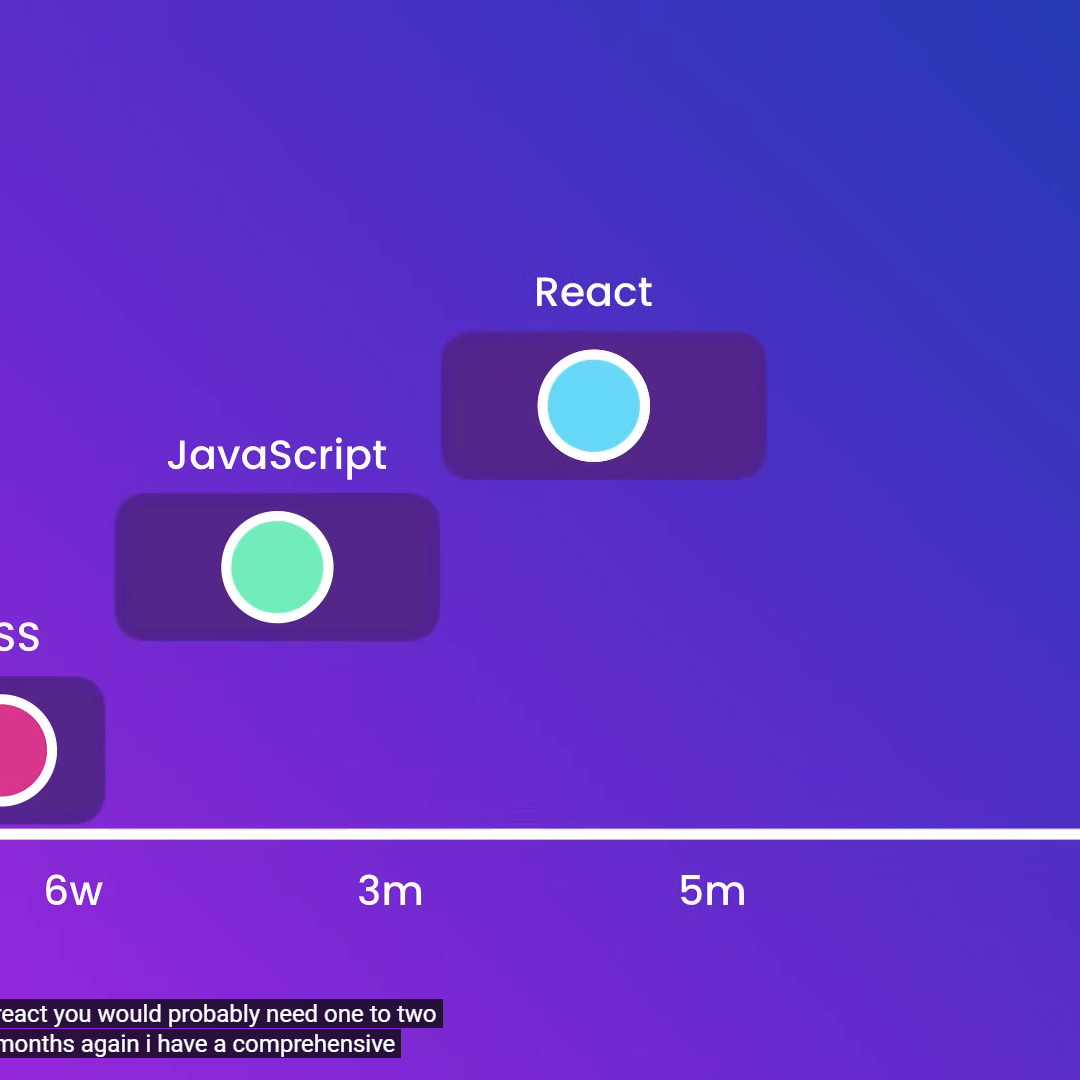 React
JavaScript
SS
6w
3m
5m
react you would probably need one to two
months again i have a comprehensive